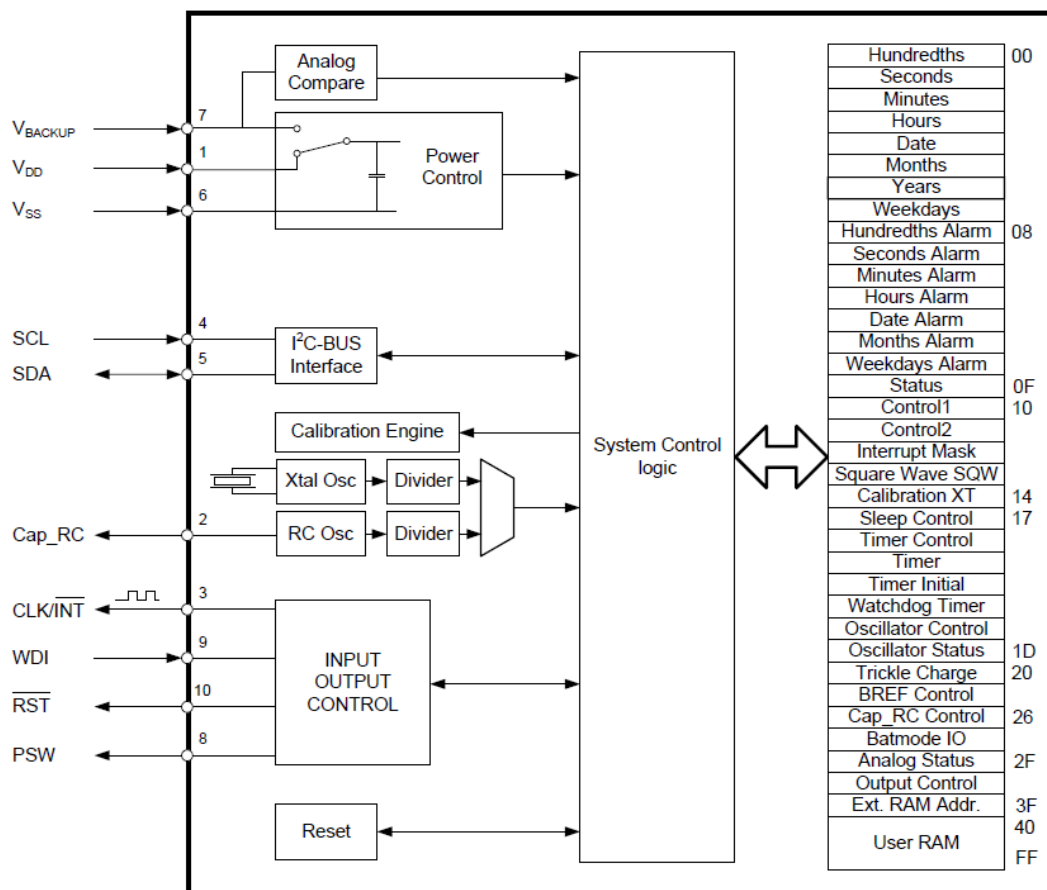 Analog
Compare
V_BACKUP
7
V_DD
1
Power
Control
V_SS
6
SCL
4
I²C-BUS
Interface
SDA
5
Calibration Engine
System Control
logic
Xtal Osc
Divider
Cap_RC
2
RC Osc
Divider
CLK/INT
3
WDI
9
INPUT
OUTPUT
CONTROL
RST
10
PSW
8
Reset
Hundredths 00
Seconds
Minutes
Hours
Date
Months
Years
Weekdays
Hundredths Alarm 08
Seconds Alarm
Minutes Alarm
Hours Alarm
Date Alarm
Months Alarm
Weekdays Alarm
Status 0F
Control1 10
Control2
Interrupt Mask
Square Wave SQW
Calibration XT 14
Sleep Control 17
Timer Control
Timer
Timer Initial
Watchdog Timer
Oscillator Control
Oscillator Status 1D
Trickle Charge 20
BREF Control
Cap_RC Control 26
Batmode IO
Analog Status 2F
Output Control
Ext. RAM Addr. 3F
40
User RAM
FF